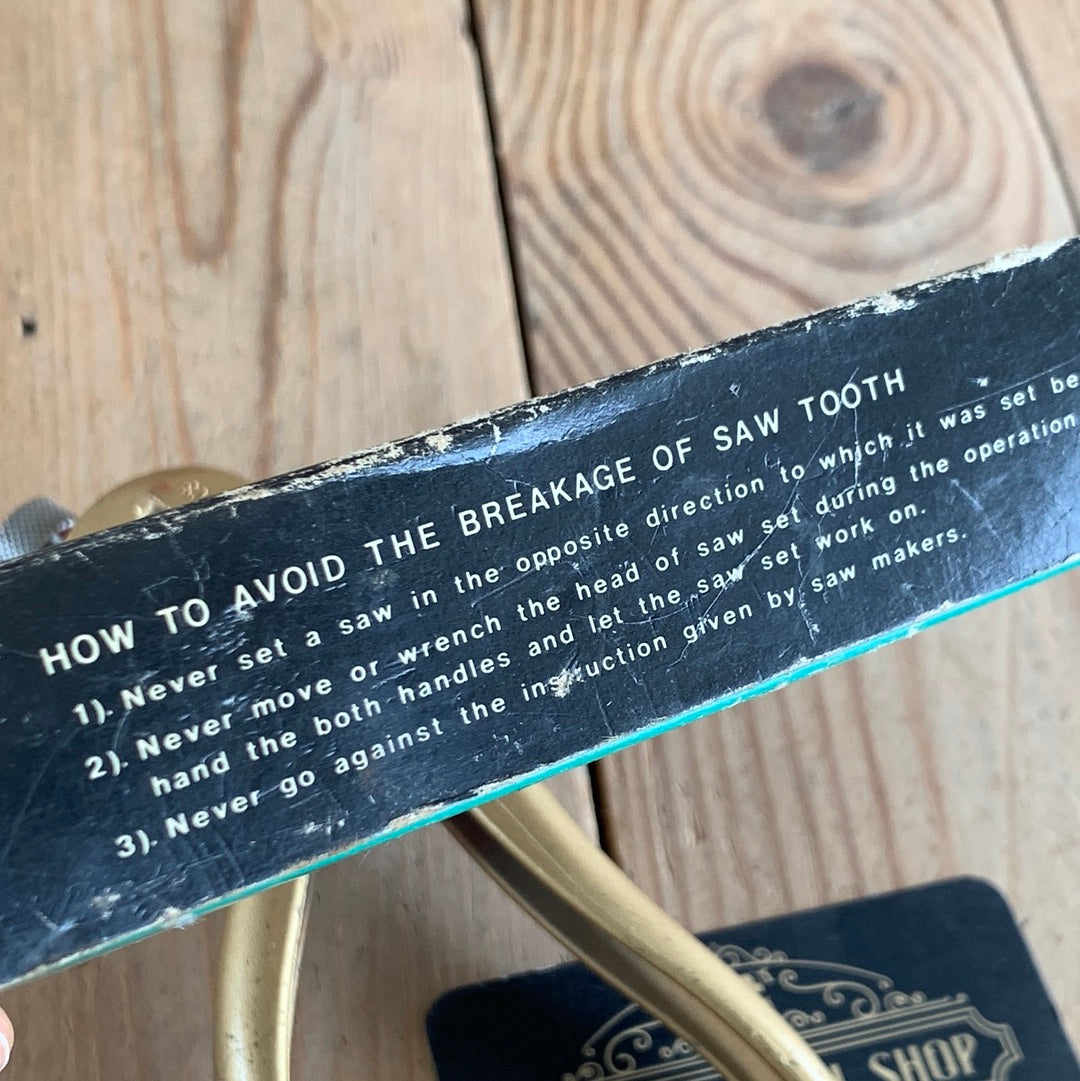 HOW TO AVOID THE BREAKAGE OF SAW TOOTH
1). Never set a saw in the opposite direction to which it was set be
2). Never move or wrench the head of saw set during the operation
hand the both handles and let the saw set work on.
3). Never go against the instruction given by saw makers.
SHOP